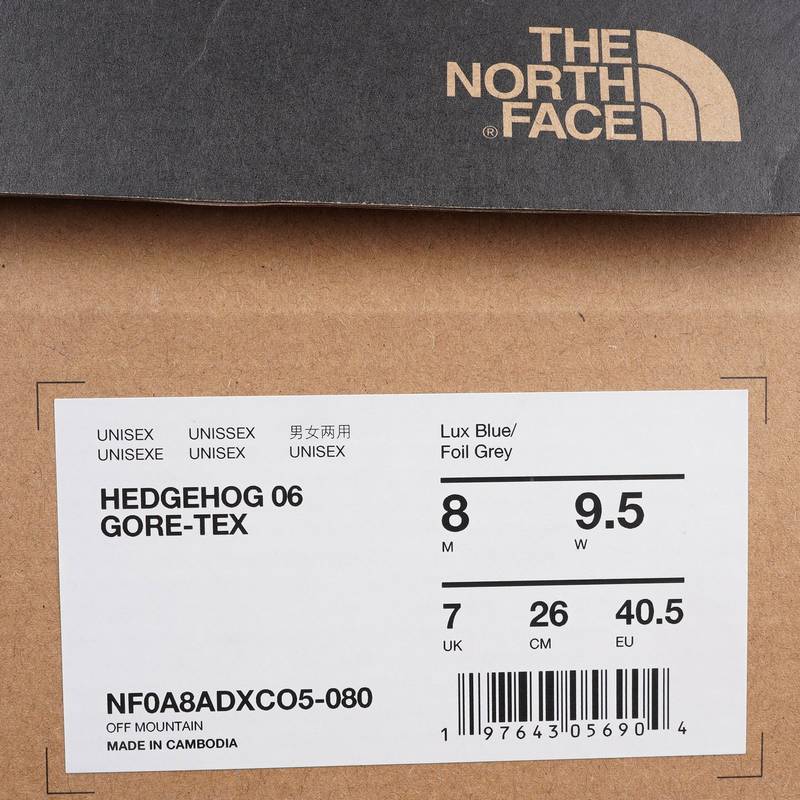 THE
NORTH
® FACE
UNISEX UNISSEX 男女两用
UNISEXE UNISEX UNISEX
HEDGEHOG 06
GORE-TEX
Lux Blue/
Foil Grey
8 9.5
M W
7 26 40.5
UK CM EU
NF0A8ADXCO5-080
OFF MOUNTAIN
MADE IN CAMBODIA
1 97643 05690 4